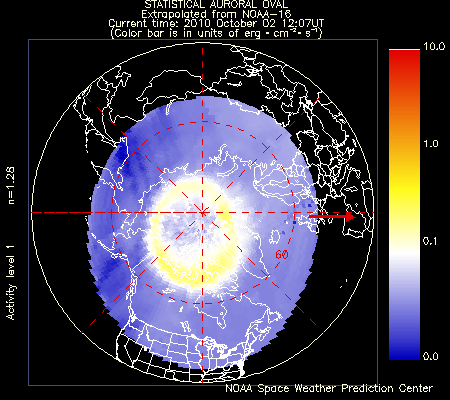 STATISTICAL AURORAL OVAL
Extrapolated from NOAA-16
Current time: 2010 October 02 12:07UT
(Color bar is in units of erg·cm⁻²·s⁻¹)
10.0
1.0
0.1
0.0
n=1.26
Activity level 1
60
NOAA Space Weather Prediction Center